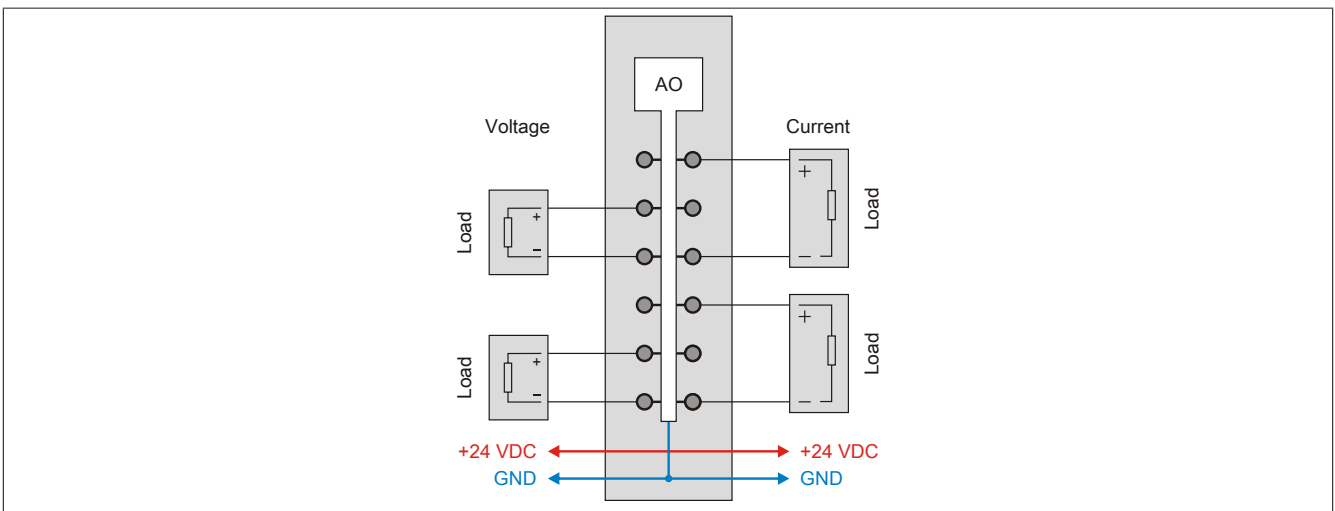 AO
Voltage
Current
+
Load
+
−
Load
−
+
Load
+
−
Load
−
+24 VDC
+24 VDC
GND
GND